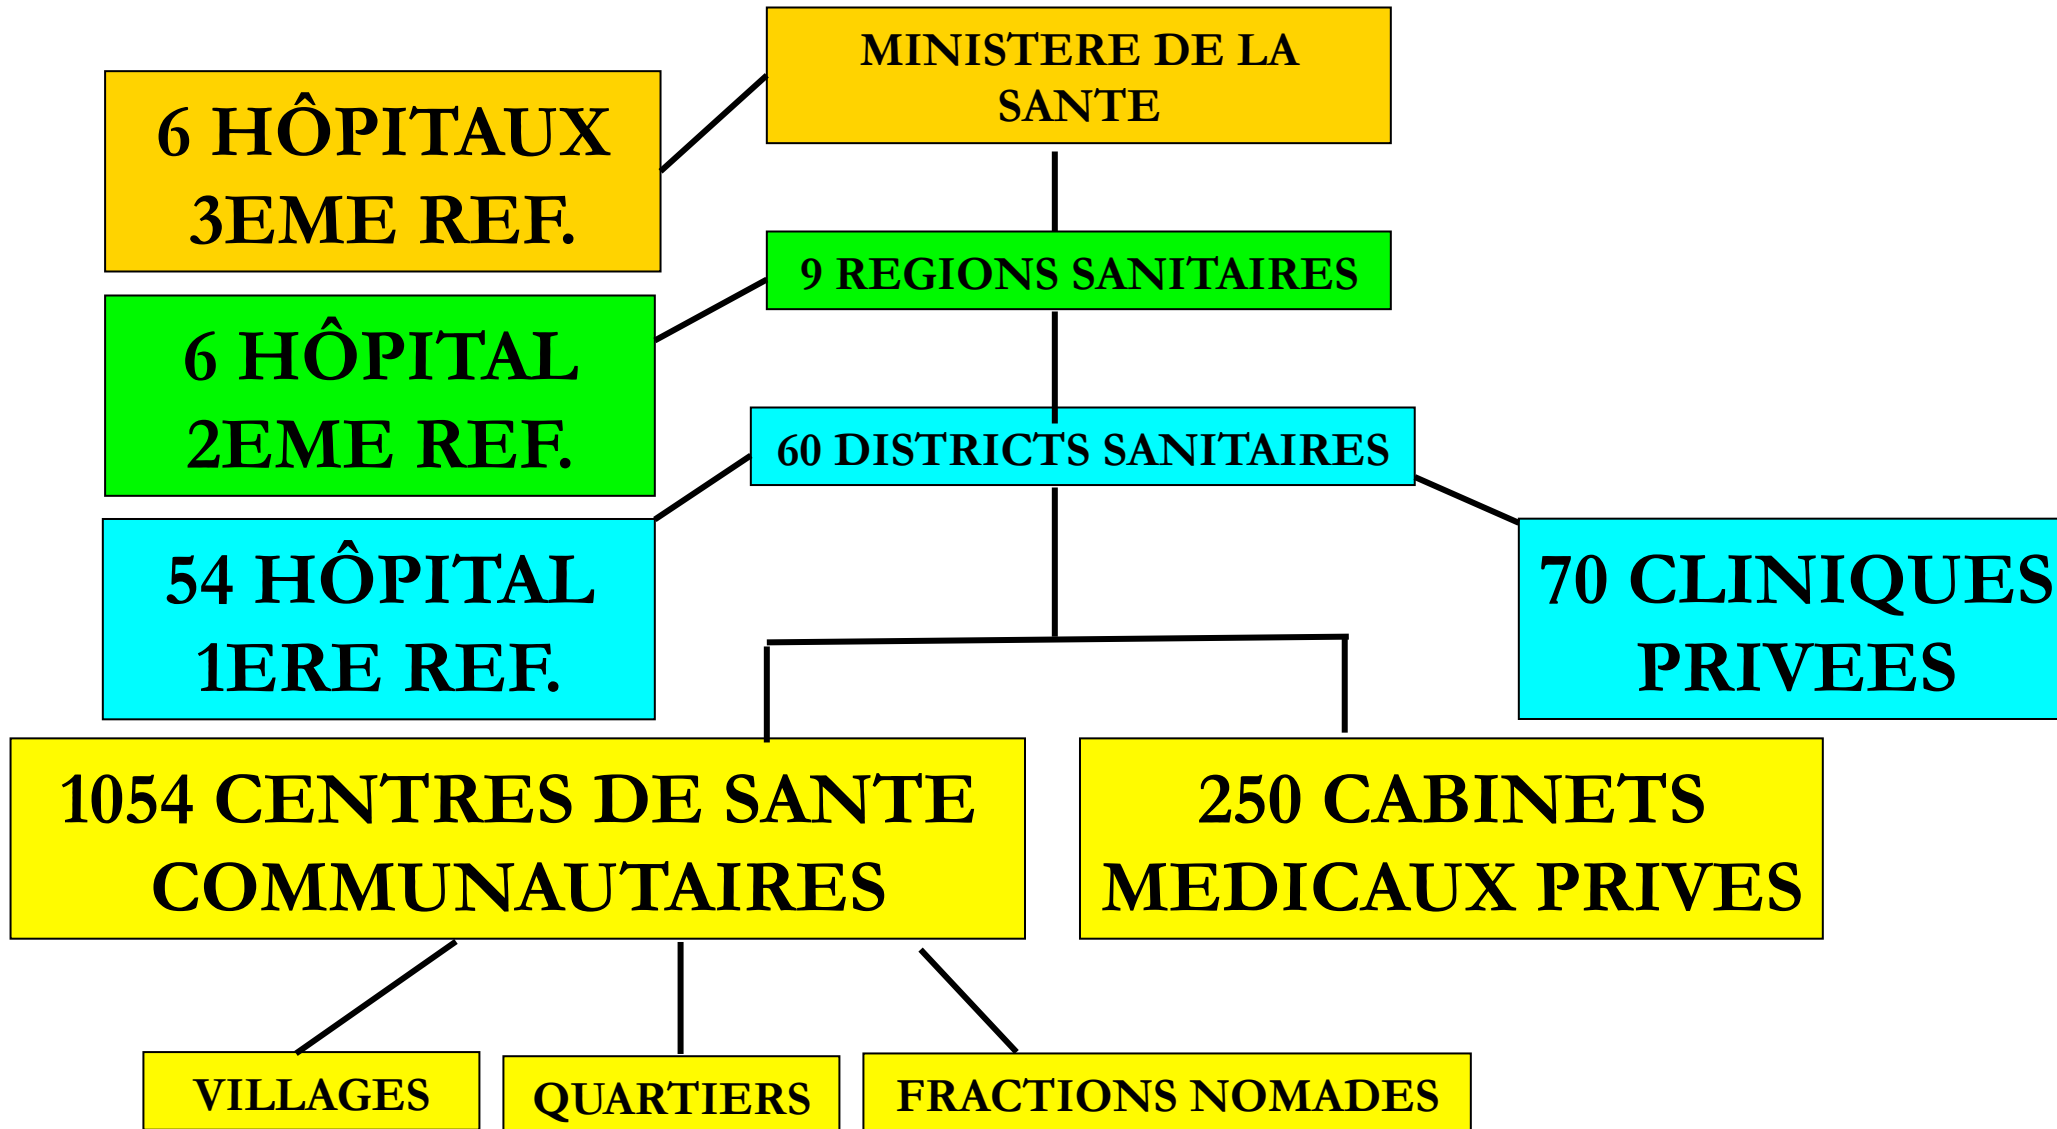 MINISTERE DE LA
SANTE
6 HÔPITAUX
3EME REF.
9 REGIONS SANITAIRES
6 HÔPITAL
2EME REF.
60 DISTRICTS SANITAIRES
54 HÔPITAL
1ERE REF.
70 CLINIQUES
PRIVEES
1054 CENTRES DE SANTE
COMMUNAUTAIRES
250 CABINETS
MEDICAUX PRIVES
VILLAGES
QUARTIERS
FRACTIONS NOMADES